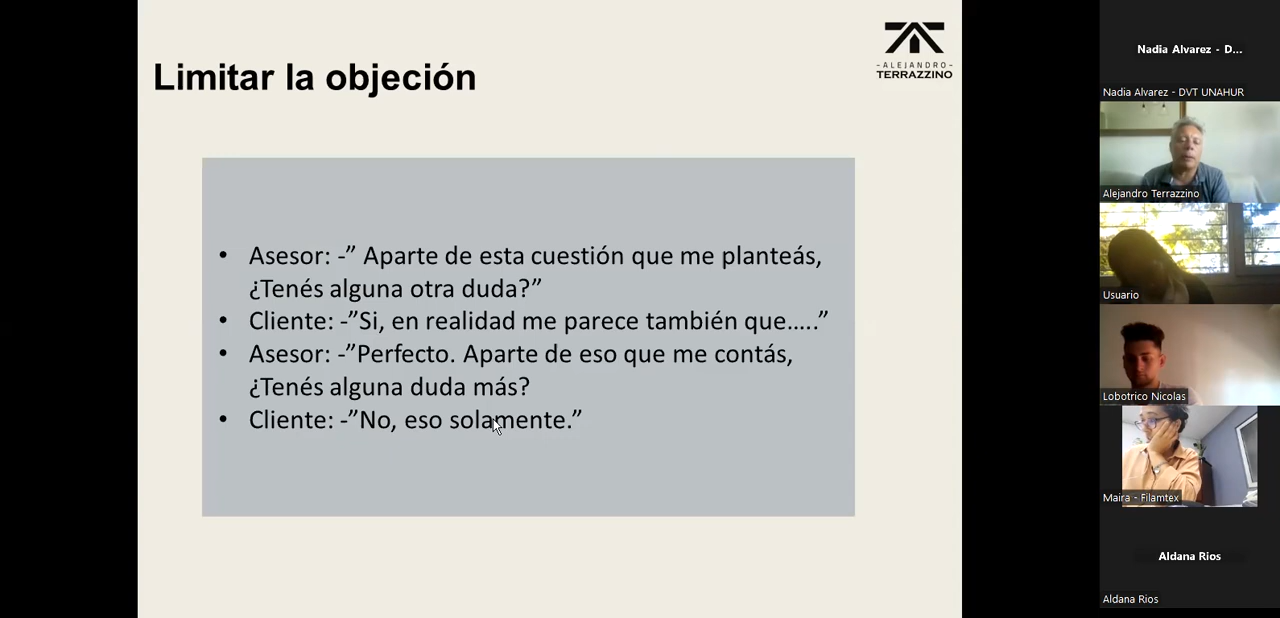 Limitar la objeción
-ALEJANDRO-
TERRAZZINO
• Asesor: -” Aparte de esta cuestión que me planteás,
¿Tenés alguna otra duda?”
• Cliente: -”Si, en realidad me parece también que…..”
• Asesor: -”Perfecto. Aparte de eso que me contás,
¿Tenés alguna duda más?
• Cliente: -”No, eso solamente.”
Nadia Alvarez - D...
Nadia Alvarez - DVT UNAHUR
Alejandro Terrazzino
Usuario
Lobotrico Nicolas
Maira - Filamtex
Aldana Rios
Aldana Rios